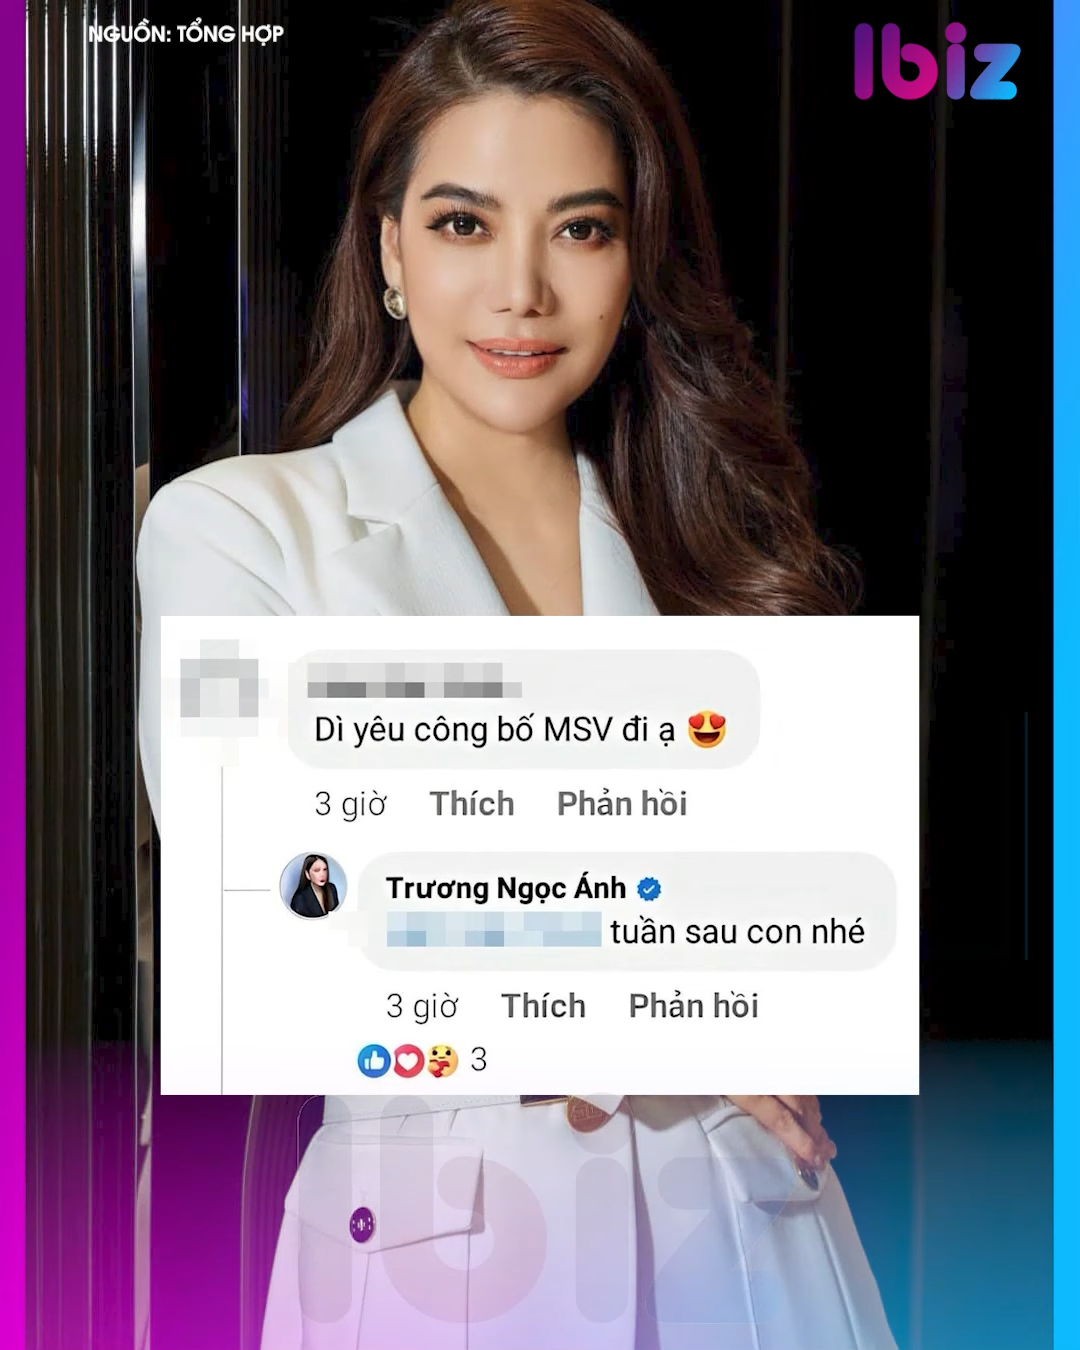 NGUỒN: TỔNG HỢP
Ibiz
Dì yêu công bố MSV đi ạ
3 giờ Thích Phản hồi
Trương Ngọc Ánh
tuần sau con nhé
3 giờ Thích Phản hồi
3
Ibiz